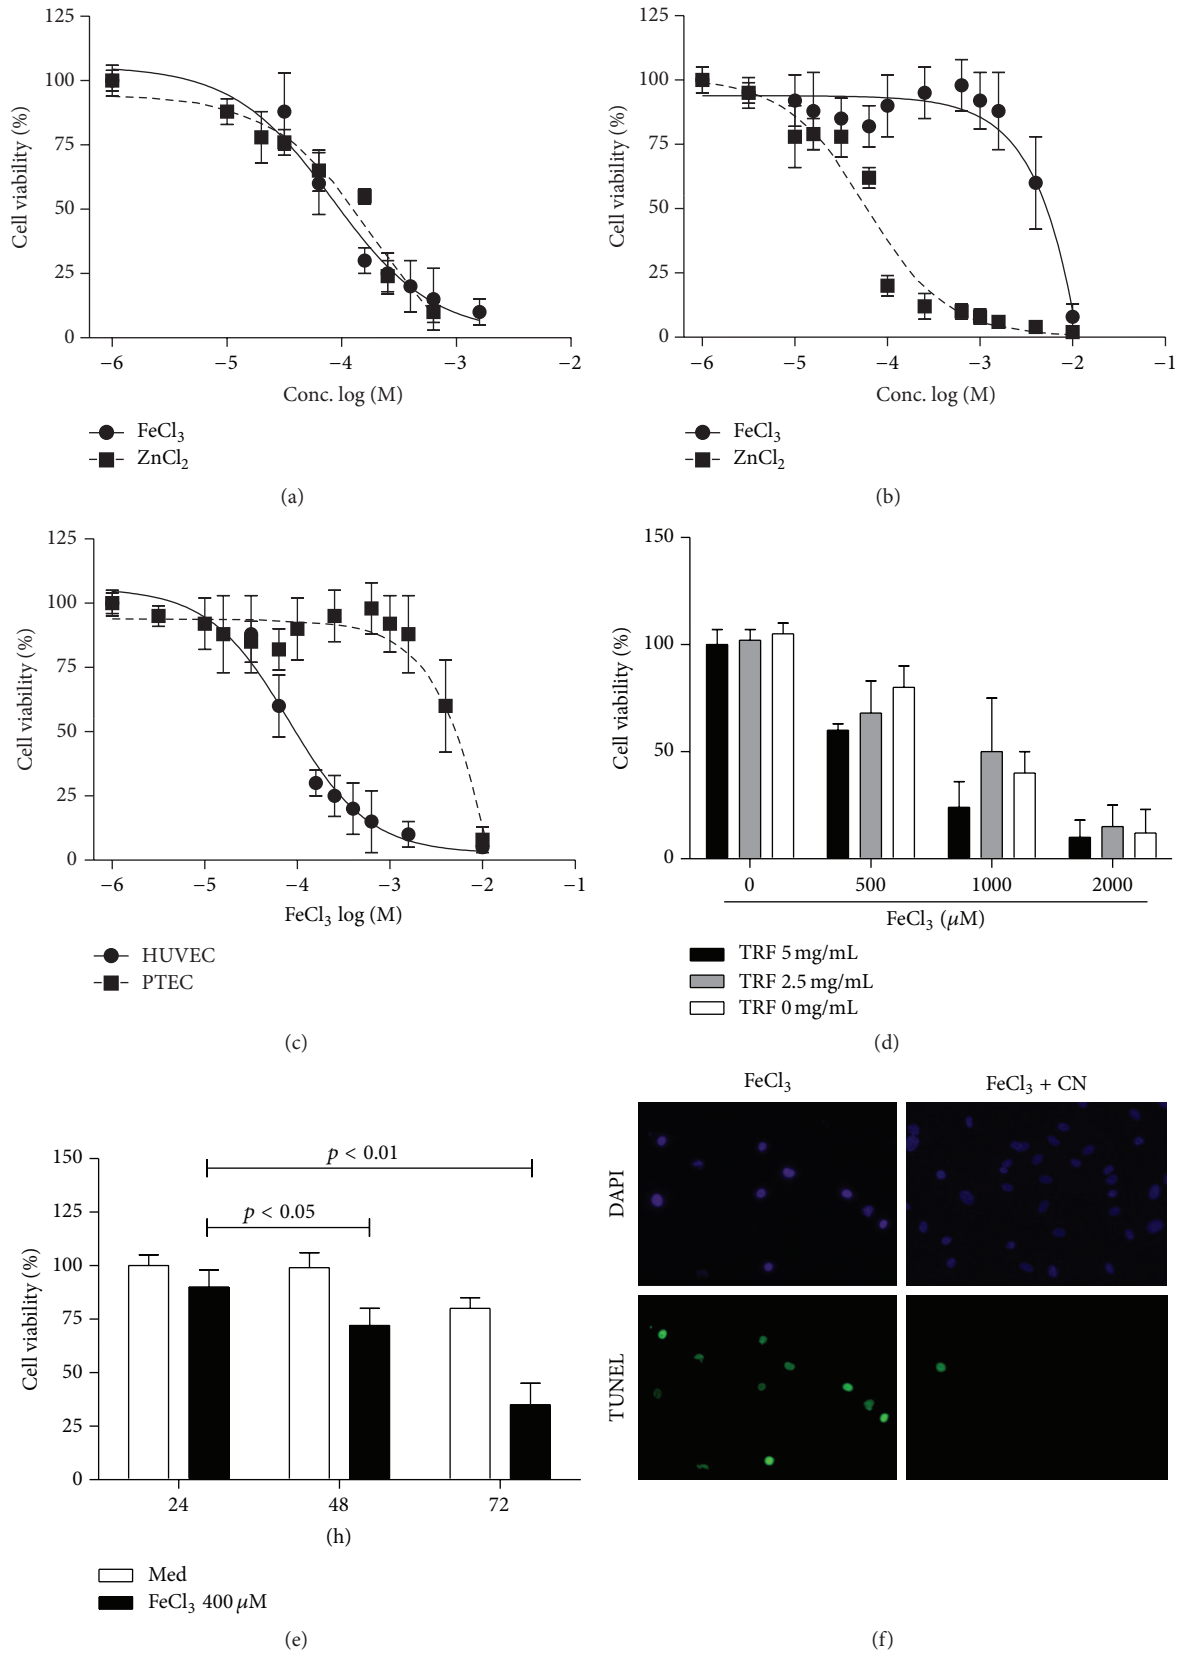 125
100
75
50
25
0
Cell viability (%)
−6 −5 −4 −3 −2
Conc. log (M)
FeCl3
ZnCl2
(a)
125
100
75
50
25
0
Cell viability (%)
−6 −5 −4 −3 −2 −1
Conc. log (M)
FeCl3
ZnCl2
(b)
125
100
75
50
25
0
Cell viability (%)
−6 −5 −4 −3 −2 −1
FeCl3 log (M)
HUVEC
PTEC
(c)
150
100
50
0
Cell viability (%)
0 500 1000 2000
FeCl3 (μM)
TRF 5 mg/mL
TRF 2.5 mg/mL
TRF 0 mg/mL
(d)
150
125
100
75
50
25
0
Cell viability (%)
p < 0.01
p < 0.05
24 48 72
(h)
Med
FeCl3 400 μM
(e)
FeCl3 FeCl3 + CN
DAPI
TUNEL
(f)